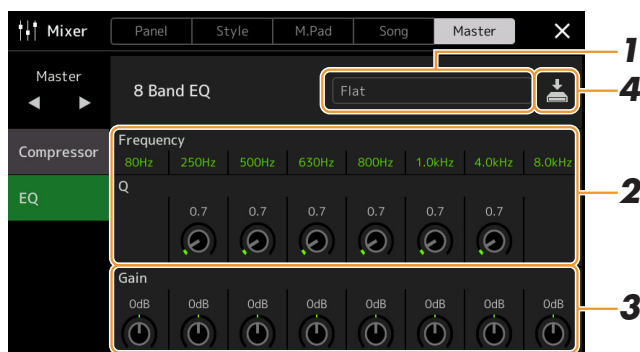 Mixer Panel Style M.Pad Song Master
1
Master
8 Band EQ Flat
4
Compressor
EQ
Frequency
80Hz 250Hz 500Hz 630Hz 800Hz 1.0kHz 4.0kHz 8.0kHz
Q
2
0.7 0.7 0.7 0.7 0.7 0.7
Gain
0dB 0dB 0dB 0dB 0dB 0dB 0dB 0dB
3